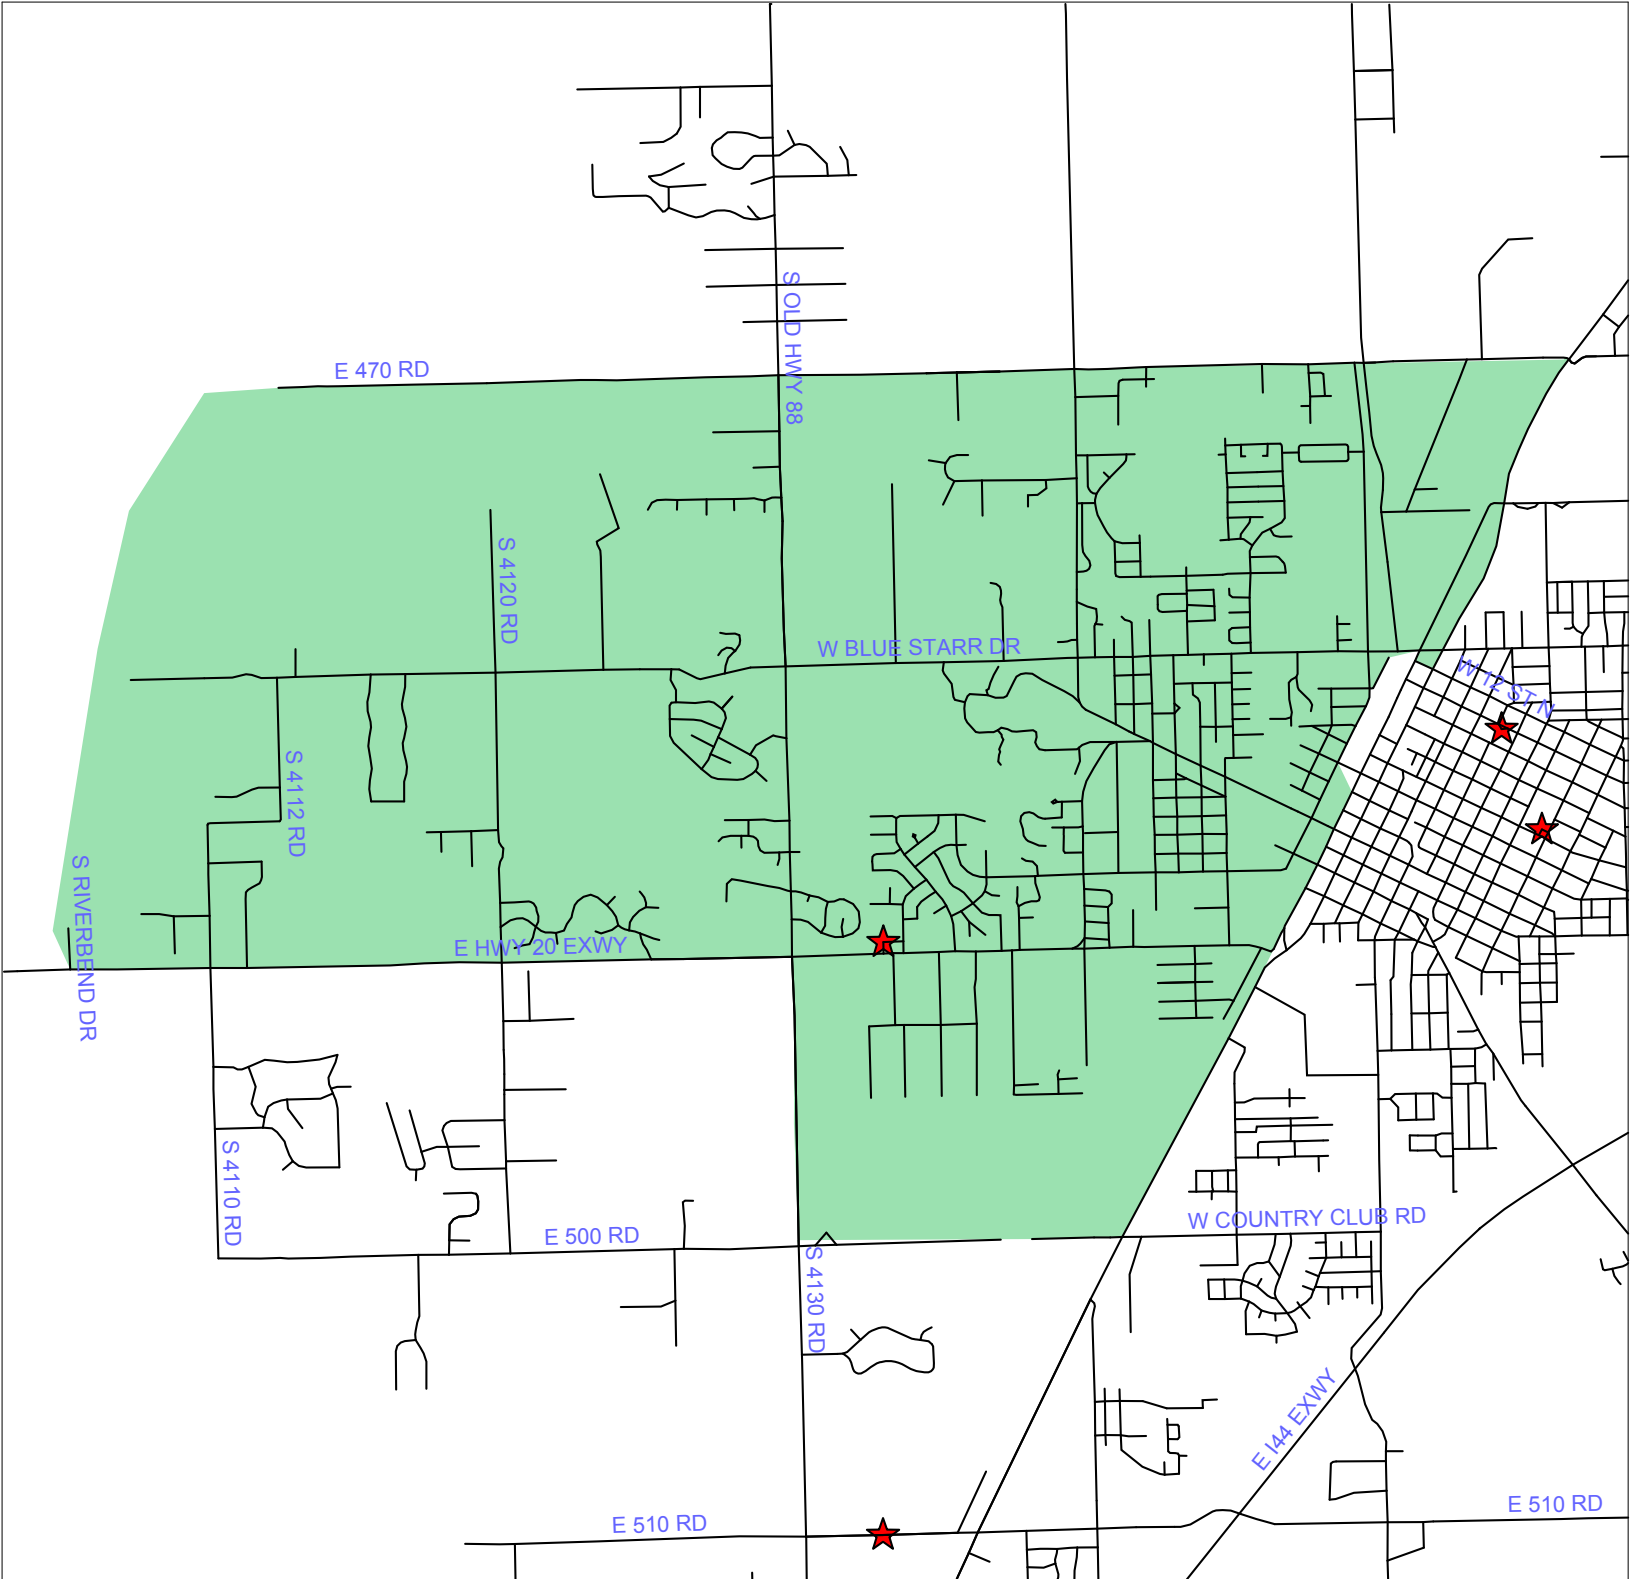 S OLD HWY 88
E 470 RD
S 4120 RD
W BLUE STARR DR
W 12 ST N
S 4112 RD
S RIVERBEND DR
E HWY 20 EXWY
S 4110 RD
W COUNTRY CLUB RD
E 500 RD
S 4130 RD
E I44 EXWY
E 510 RD
E 510 RD